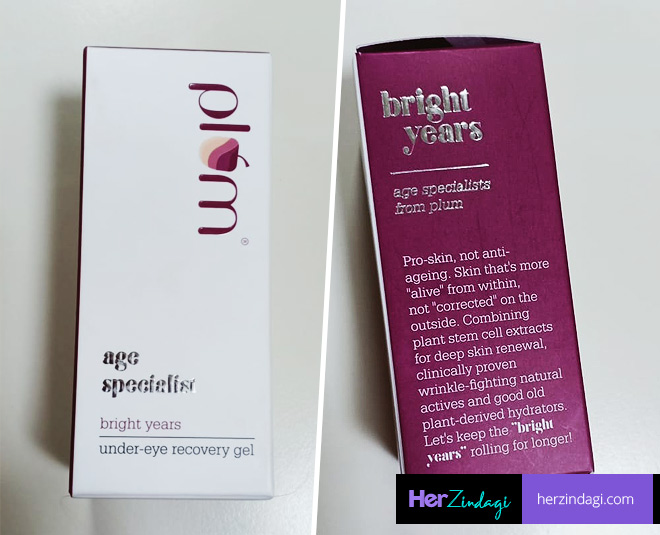 plum
®
age
specialist
bright years
under-eye recovery gel
bright
years
age specialists
from plum
Pro-skin, not anti-
ageing. Skin that's more
"alive" from within,
not "corrected" on the
outside. Combining
plant stem cell extracts
for deep skin renewal,
clinically proven
wrinkle-fighting natural
actives and good old
plant-derived hydrators.
Let's keep the "bright
years" rolling for longer!
HerZindagi
herzindagi.com